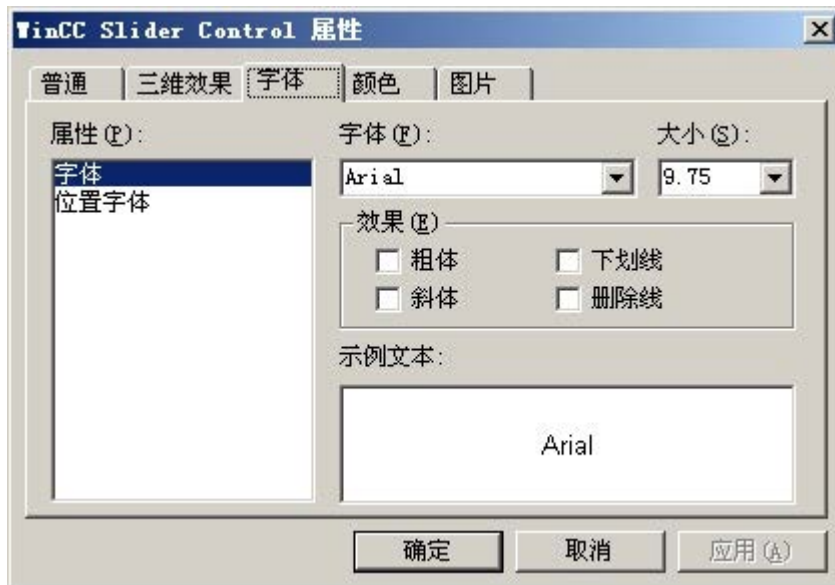 WinCC Slider Control 属性
普通 三维效果 字体 颜色 图片
属性(P): 字体(F): 大小(S):
字体 Arial 9.75
位置字体
效果(E)
粗体 下划线
斜体 删除线
示例文本:
Arial
确定 取消 应用(A)